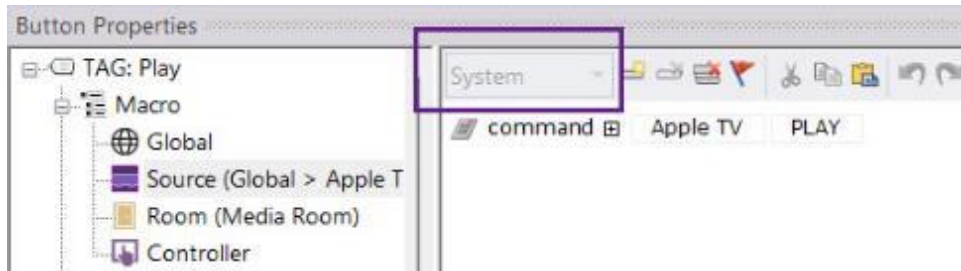 Button Properties
TAG: Play
Macro
Global
Source (Global > Apple T
Room (Media Room)
Controller
System
command Apple TV PLAY